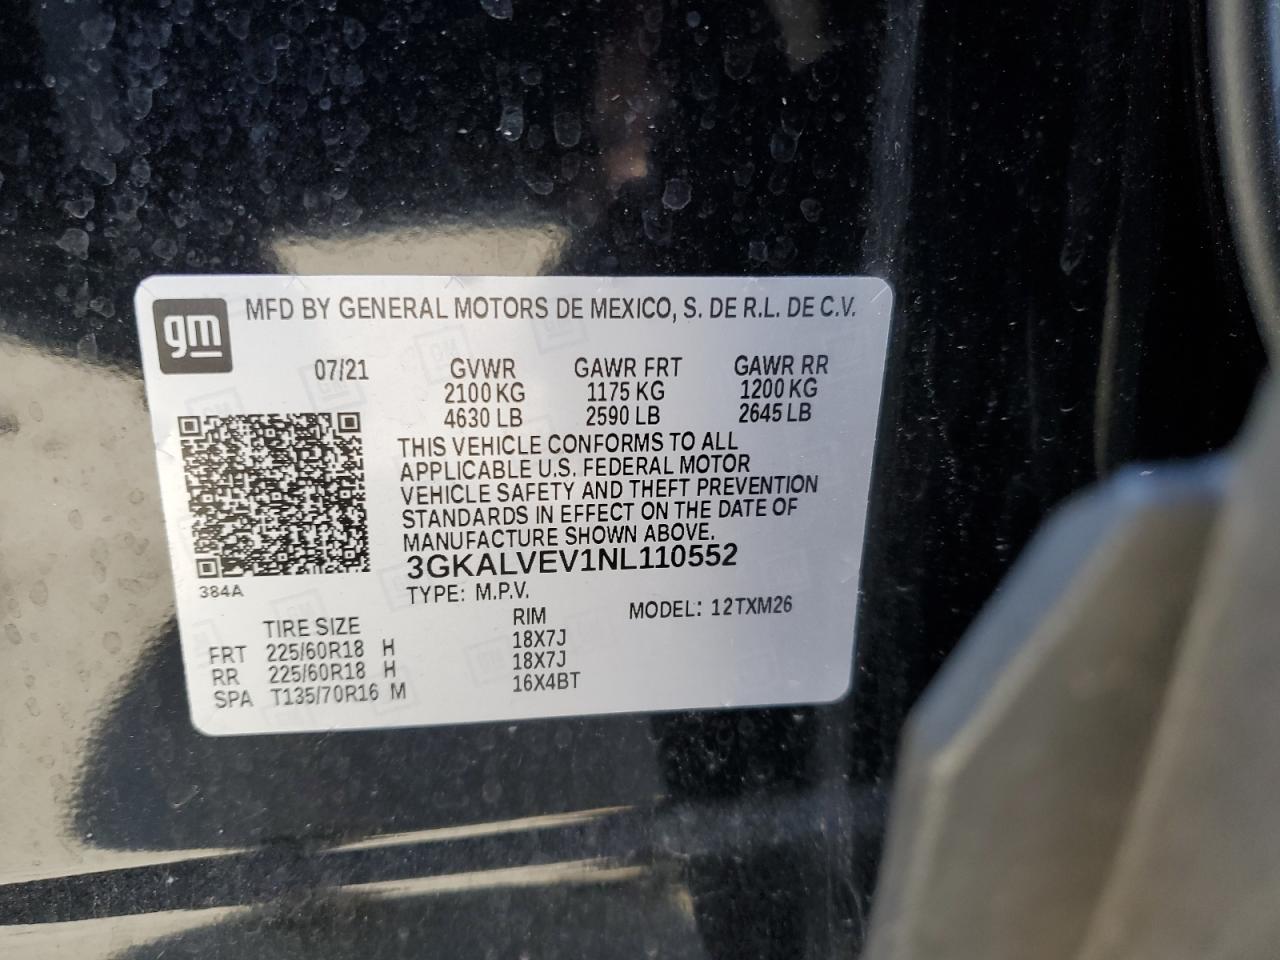 gm
MFD BY GENERAL MOTORS DE MEXICO, S. DE R.L. DE C.V.
07/21 GVWR GAWR FRT GAWR RR
2100 KG 1175 KG 1200 KG
4630 LB 2590 LB 2645 LB
THIS VEHICLE CONFORMS TO ALL
APPLICABLE U.S. FEDERAL MOTOR
VEHICLE SAFETY AND THEFT PREVENTION
STANDARDS IN EFFECT ON THE DATE OF
MANUFACTURE SHOWN ABOVE.
3GKALVEV1NL110552
384A
TYPE: M.P.V. MODEL: 12TXM26
TIRE SIZE RIM
FRT 225/60R18 H 18X7J
RR 225/60R18 H 18X7J
SPA T135/70R16 M 16X4BT